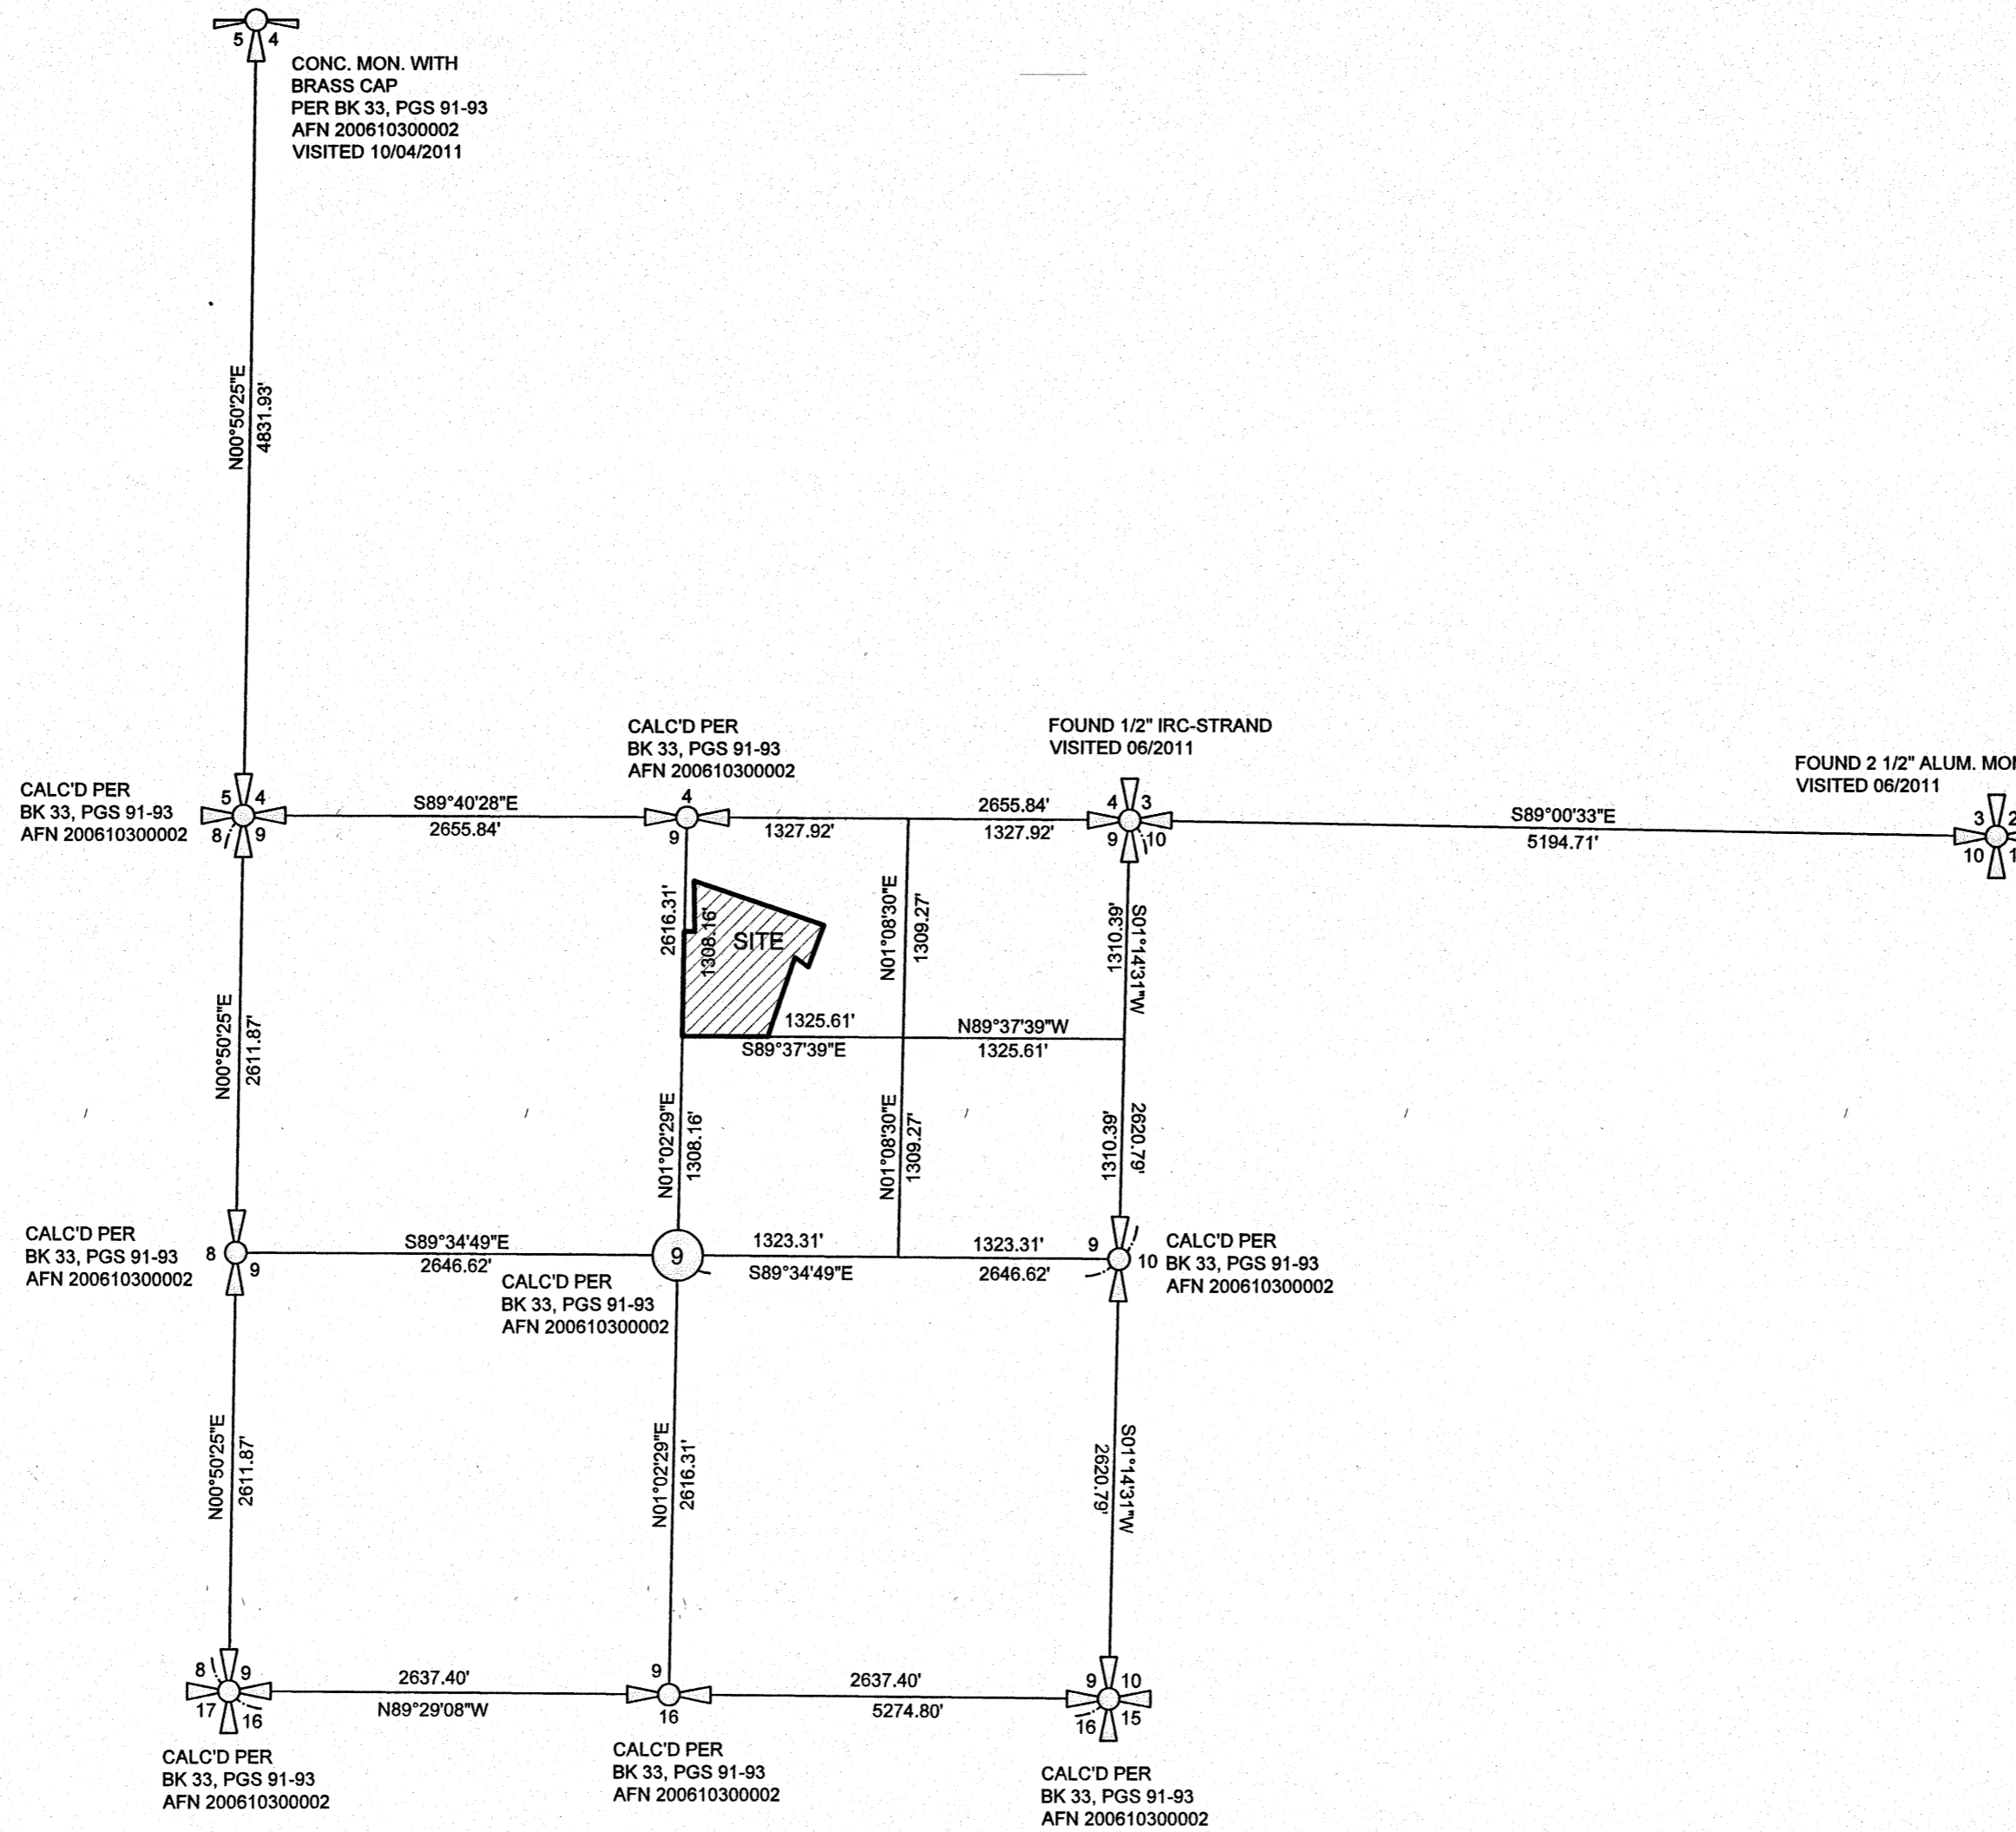 5 4
CONC. MON. WITH
BRASS CAP
PER BK 33, PGS 91-93
AFN 200610300002
VISITED 10/04/2011
N00°50'25"E
4831.93'
CALC'D PER
BK 33, PGS 91-93
AFN 200610300002
5 4
8 9
S89°40'28"E
2655.84'
CALC'D PER
BK 33, PGS 91-93
AFN 200610300002
4
9
1327.92'
2655.84'
1327.92'
FOUND 1/2" IRC-STRAND
VISITED 06/2011
4 3
9 10
S89°00'33"E
5194.71'
FOUND 2 1/2" ALUM. MON
VISITED 06/2011
3 2
10 1
2616.31'
1308.16'
SITE
N01°08'30"E
1309.27'
1310.39'
S01°14'31"W
N00°50'25"E
2611.87'
1325.61'
S89°37'39"E
N89°37'39"W
1325.61'
N01°02'29"E
1308.16'
N01°08'30"E
1309.27'
1310.39'
2620.79'
CALC'D PER
BK 33, PGS 91-93
AFN 200610300002
8
9
S89°34'49"E
2646.62'
9
CALC'D PER
BK 33, PGS 91-93
AFN 200610300002
1323.31'
S89°34'49"E
1323.31'
2646.62'
9
10
CALC'D PER
BK 33, PGS 91-93
AFN 200610300002
N00°50'25"E
2611.87'
N01°02'29"E
2616.31'
2620.79'
S01°14'31"W
8 9
17 16
2637.40'
N89°29'08"W
9
16
2637.40'
5274.80'
9 10
16 15
CALC'D PER
BK 33, PGS 91-93
AFN 200610300002
CALC'D PER
BK 33, PGS 91-93
AFN 200610300002
CALC'D PER
BK 33, PGS 91-93
AFN 200610300002